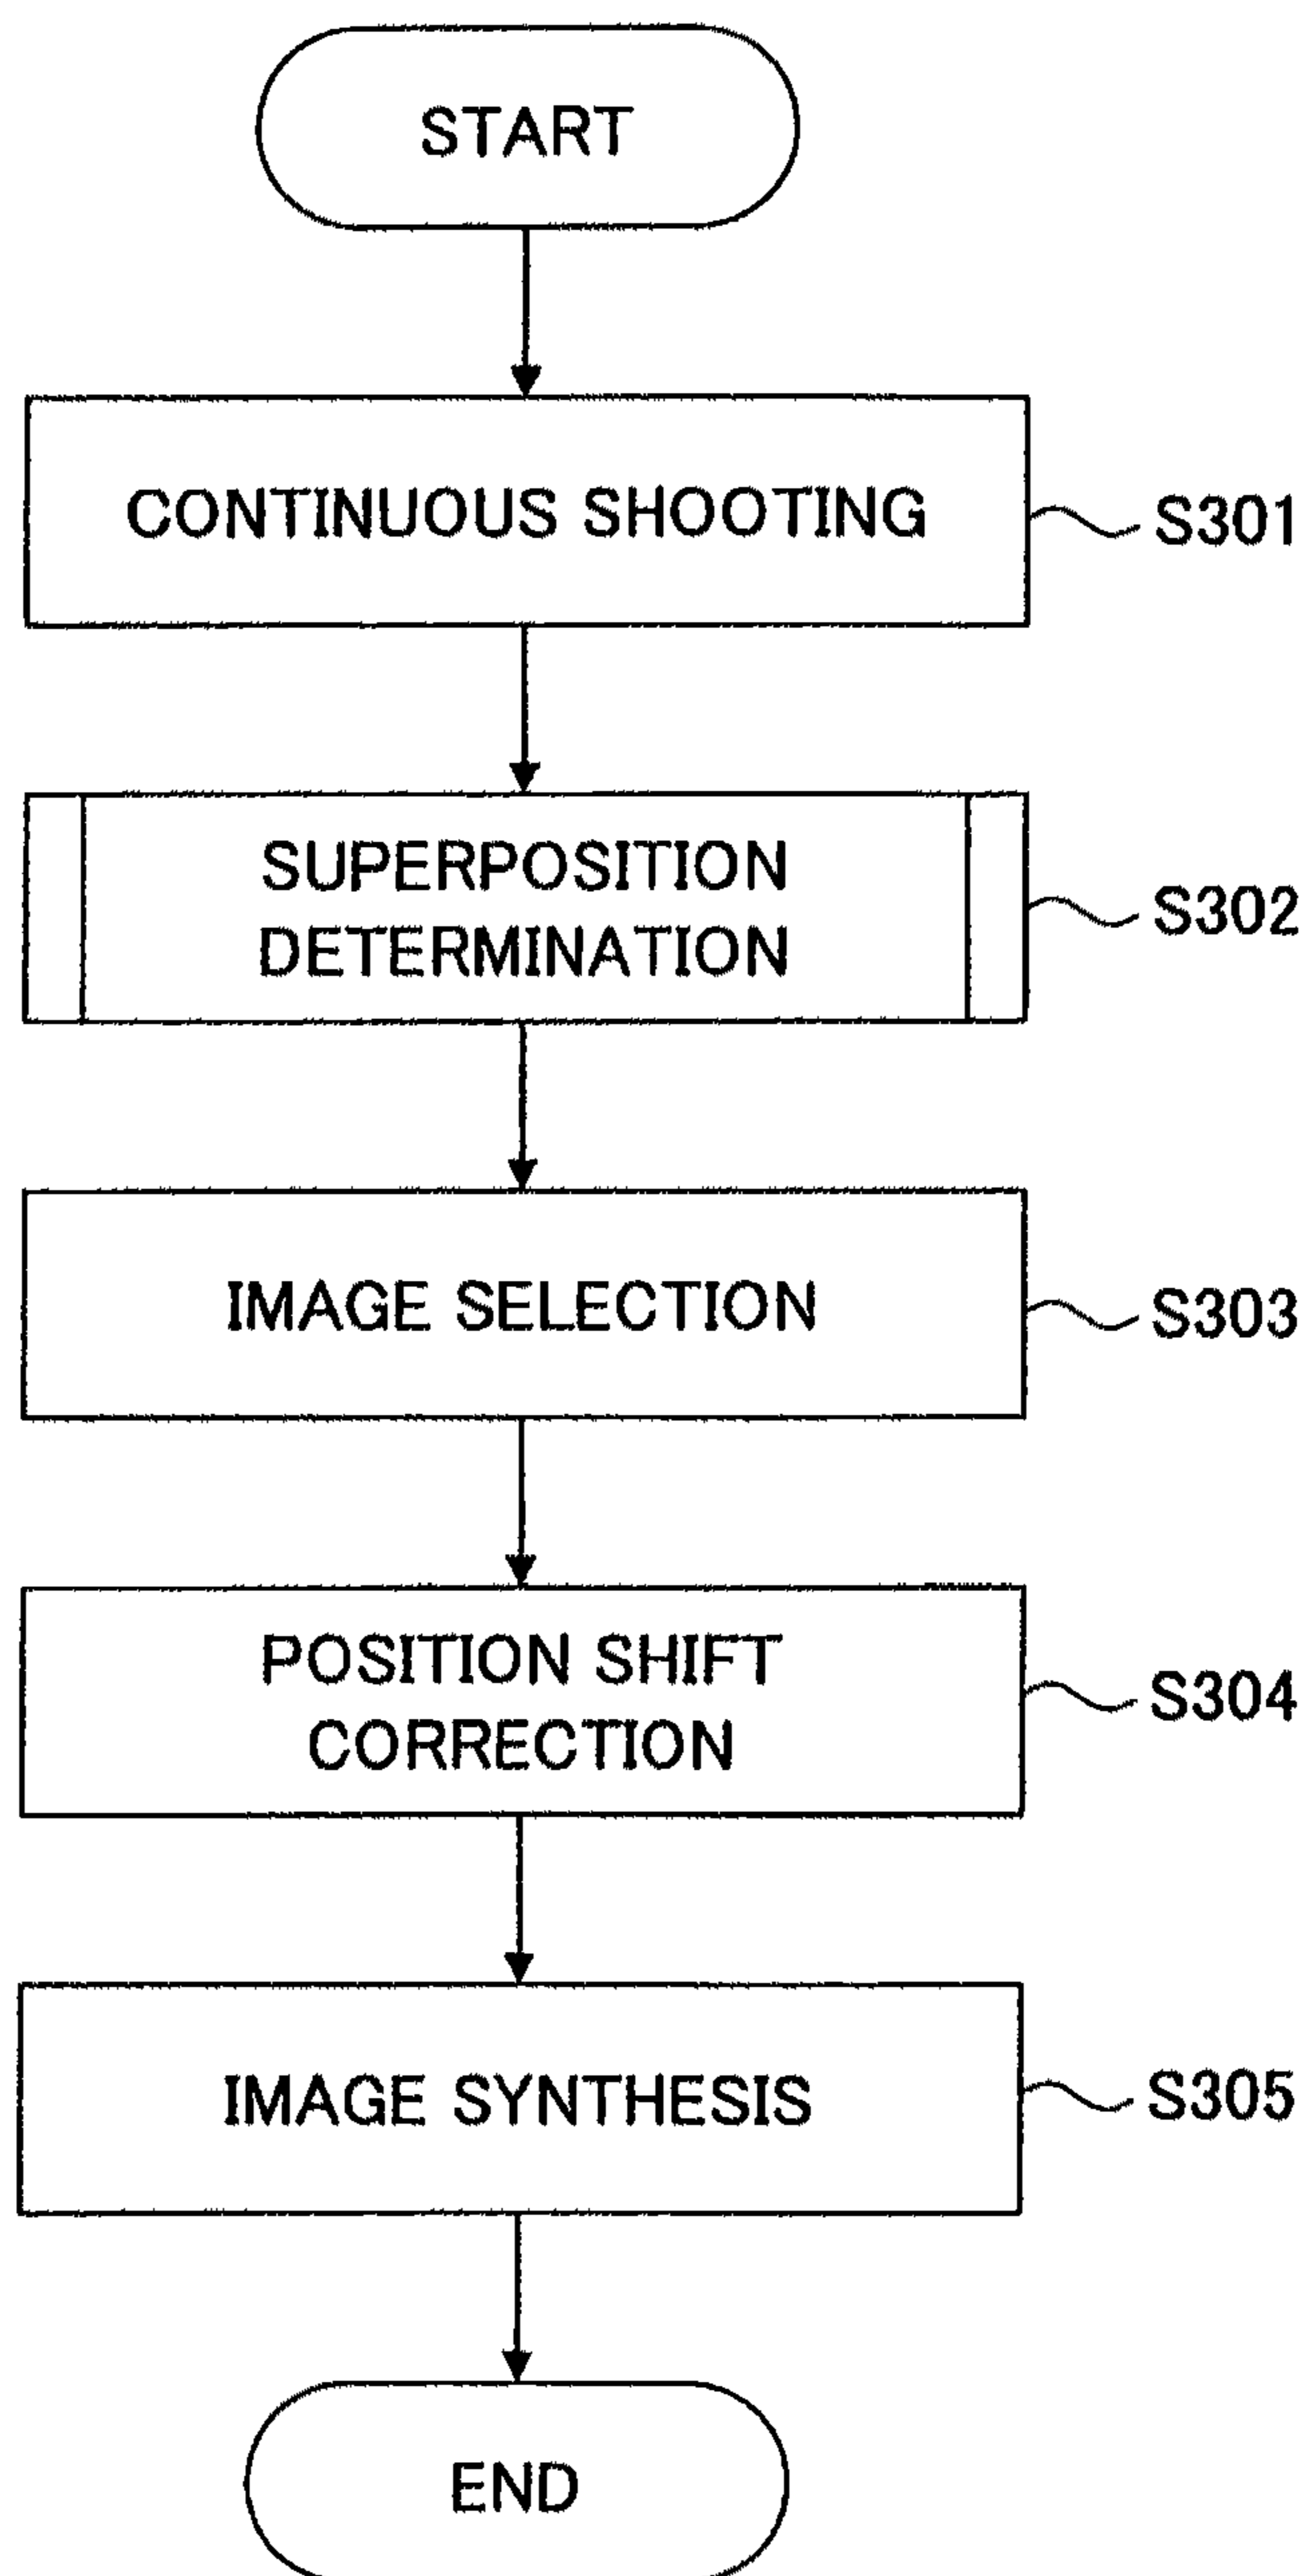 START
CONTINUOUS SHOOTING
S301
SUPERPOSITION
DETERMINATION
S302
IMAGE SELECTION
S303
POSITION SHIFT
CORRECTION
S304
IMAGE SYNTHESIS
S305
END